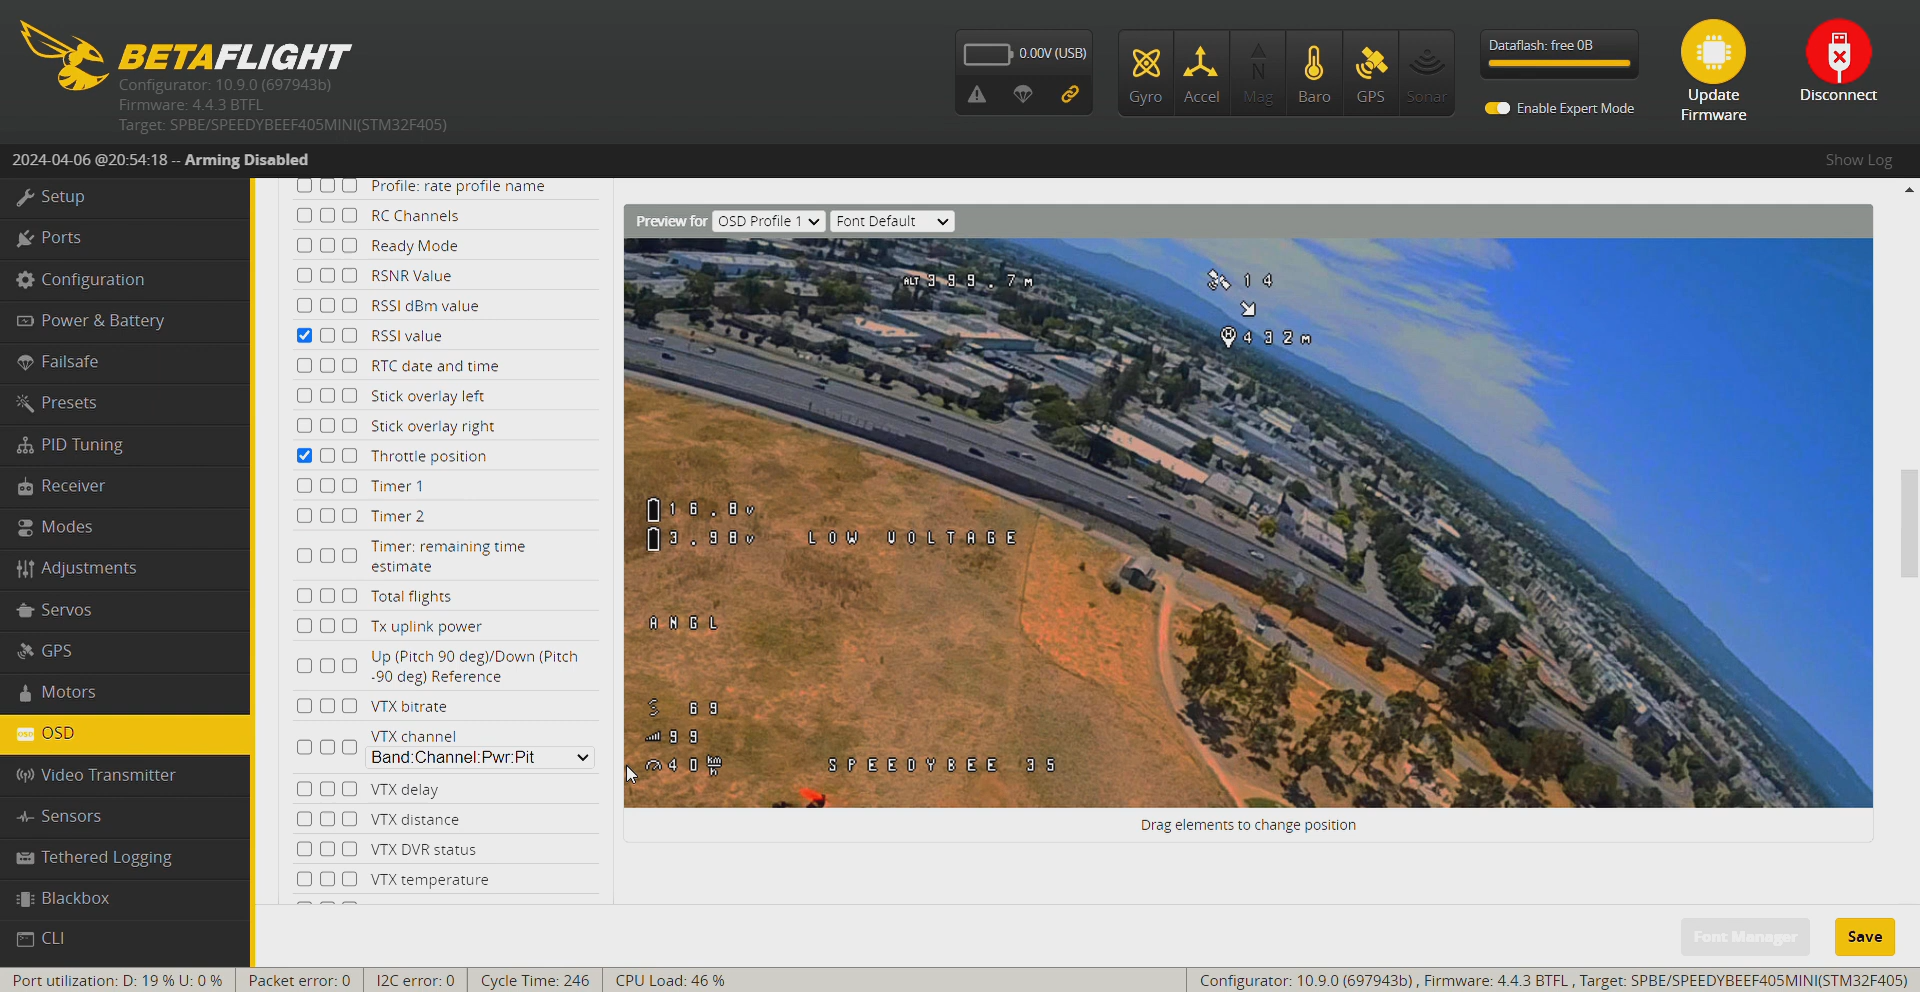 BETAFLIGHT
Configurator: 10.9.0 (697943b)
Firmware: 4.4.3 BTFL
Target: SPBE/SPEEDYBEEF405MINI(STM32F405)
0.00V (USB)
Gyro
Accel
N
Mag
Baro
GPS
Sonar
Dataflash: free 0B
Enable Expert Mode
Update
Firmware
Disconnect
2024-04-06 @20:54:18 -- Arming Disabled
Show Log
Setup
Ports
Configuration
Power & Battery
Failsafe
Presets
PID Tuning
Receiver
Modes
Adjustments
Servos
GPS
Motors
OSD
Video Transmitter
Sensors
Tethered Logging
Blackbox
CLI
Profile: rate profile name
RC Channels
Ready Mode
RSNR Value
RSSI dBm value
RSSI value
RTC date and time
Stick overlay left
Stick overlay right
Throttle position
Timer 1
Timer 2
Timer: remaining time
estimate
Total flights
Tx uplink power
Up (Pitch 90 deg)/Down (Pitch
-90 deg) Reference
VTX bitrate
VTX channel
Band:Channel:Pwr:Pit
VTX delay
VTX distance
VTX DVR status
VTX temperature
Preview for OSD Profile 1 Font Default
ALT 399.7M
14
H 432M
16.8V
3.98V LOW VOLTAGE
ANGL
69
99
40 km/h SPEEDYBEE 35
Drag elements to change position
Font Manager
Save
Port utilization: D: 19 % U: 0 %
Packet error: 0
I2C error: 0
Cycle Time: 246
CPU Load: 46 %
Configurator: 10.9.0 (697943b) , Firmware: 4.4.3 BTFL , Target: SPBE/SPEEDYBEEF405MINI(STM32F405)